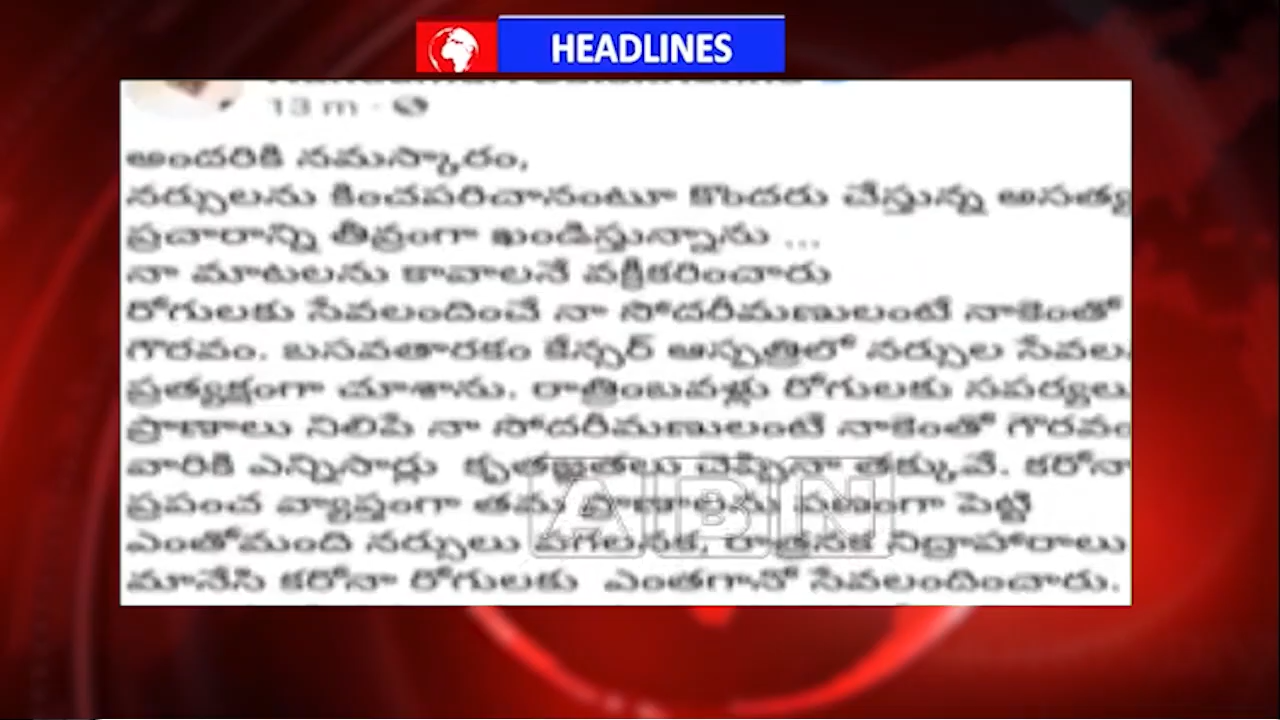 HEADLINES
13 m
అందరికి నమస్కారం,
నర్సులను కించపరిచానంటూ కొందరు చేస్తున్న అసత్య
ప్రచారాన్ని తీవ్రంగా ఖండిస్తున్నాను ...
నా మాటలను కావాలనే వక్రీకరించారు
రోగులకు సేవలందించే నా సోదరీమణులంటే నాకెంతో
గౌరవం. బసవతారకం కేన్సర్ ఆస్పత్రిలో నర్సుల సేవల
ప్రత్యక్షంగా చూశాను. రాత్రింబవళ్లు రోగులకు సపర్యలు
ప్రాణాలు నిలిపే నా సోదరీమణులంటే నాకెంతో గౌరవం
వారికి ఎన్నిసార్లు కృతజ్ఞతలు చెప్పినా తక్కువే. కరోనా
ప్రపంచ వ్యాప్తంగా తమ ప్రాణాలను పణంగా పెట్టి
ఎంతోమంది నర్సులు పగలనక, రాత్రనక నిద్రాహారాలు
మానేసి కరోనా రోగులకు ఎంతగానో సేవలందించారు.
ABN